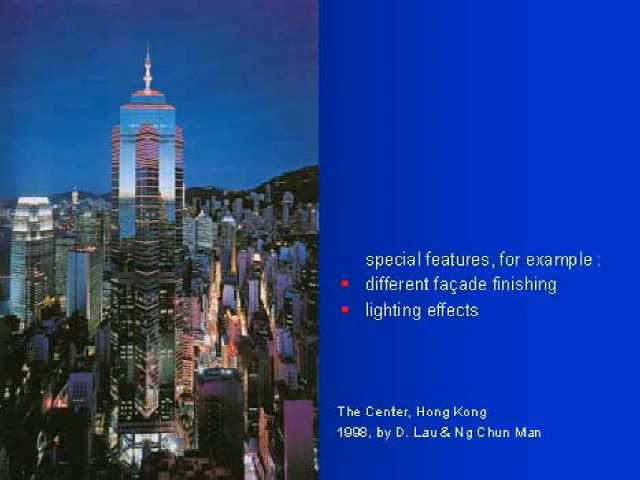 special features, for example :
different façade finishing
lighting effects
The Center, Hong Kong
1998, by D. Lau & Ng Chun Man